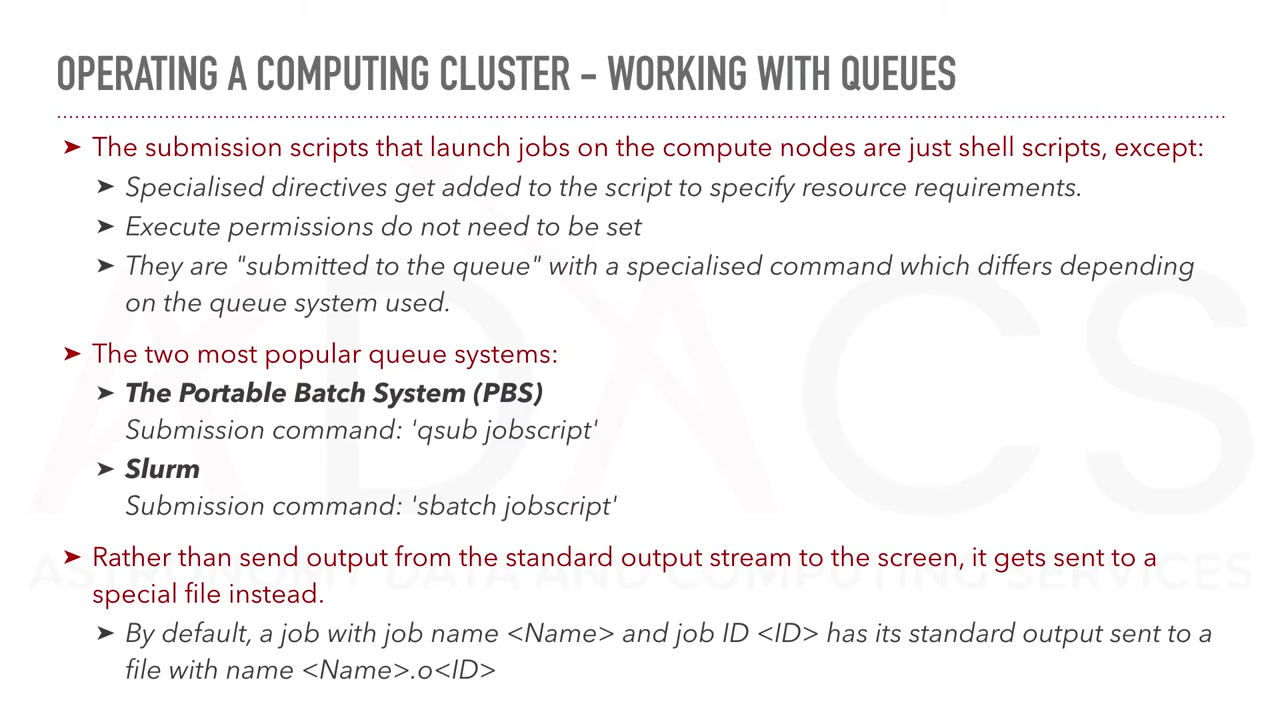 OPERATING A COMPUTING CLUSTER – WORKING WITH QUEUES
➤ The submission scripts that launch jobs on the compute nodes are just shell scripts, except:
➤ Specialised directives get added to the script to specify resource requirements.
➤ Execute permissions do not need to be set
➤ They are "submitted to the queue" with a specialised command which differs depending
on the queue system used.
➤ The two most popular queue systems:
➤ The Portable Batch System (PBS)
Submission command: 'qsub jobscript'
➤ Slurm
Submission command: 'sbatch jobscript'
➤ Rather than send output from the standard output stream to the screen, it gets sent to a
special file instead.
➤ By default, a job with job name <Name> and job ID <ID> has its standard output sent to a
file with name <Name>.o<ID>
ADACS
ASTRONOMY DATA AND COMPUTING SERVICES